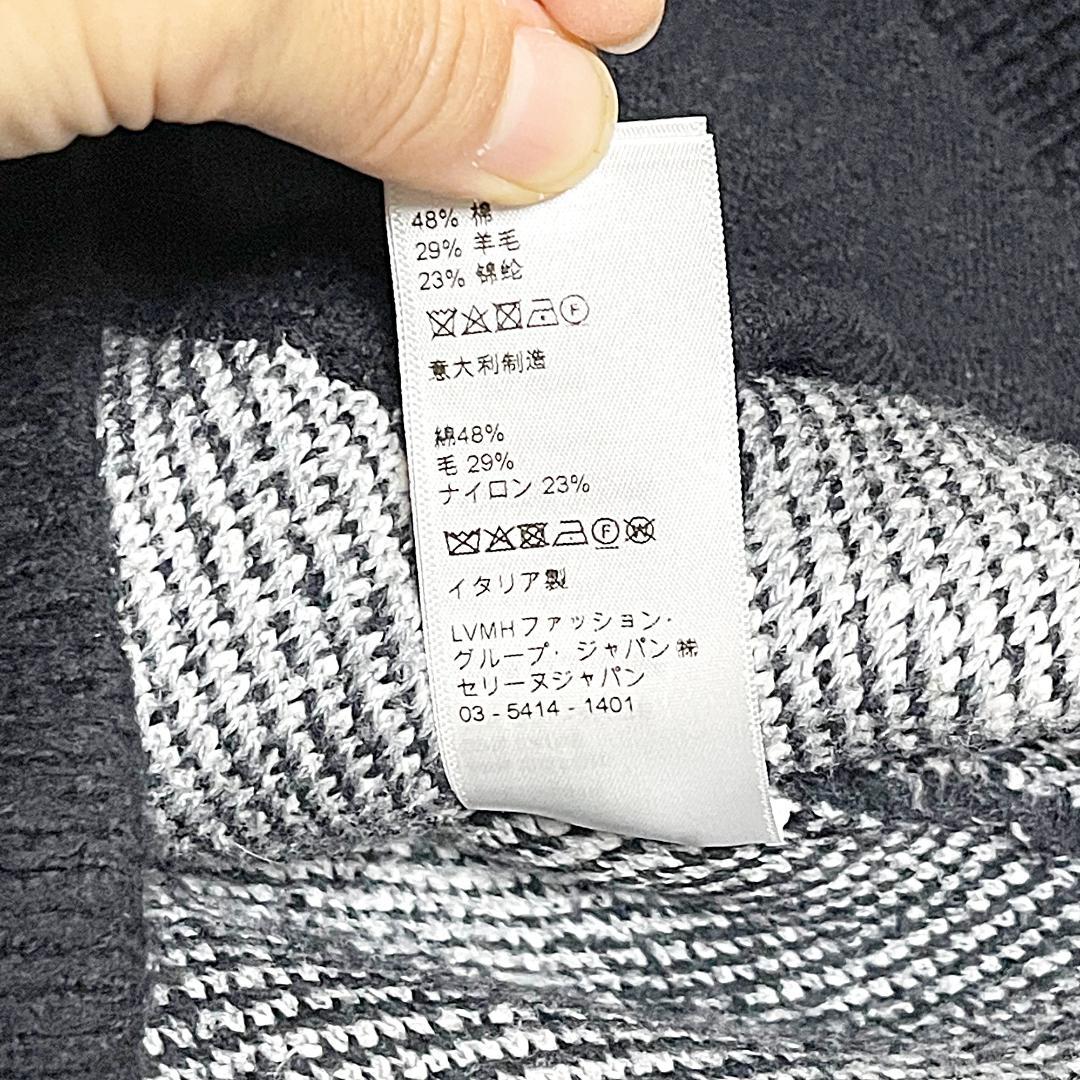 48% 棉
29% 羊毛
23% 锦纶
F
意大利制造
綿48%
毛 29%
ナイロン 23%
F W
イタリア製
LVMHファッション・
グループ・ジャパン㈱
セリーヌジャパン
03 - 5414 - 1401